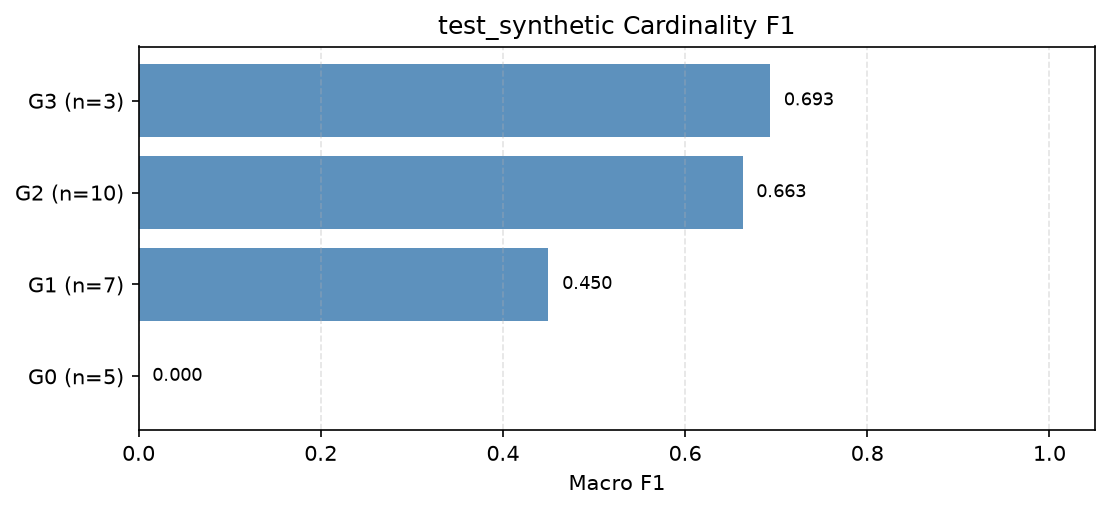 test_synthetic Cardinality F1
G3 (n=3)
0.693
G2 (n=10)
0.663
G1 (n=7)
0.450
G0 (n=5)
0.000
0.0 0.2 0.4 0.6 0.8 1.0
Macro F1